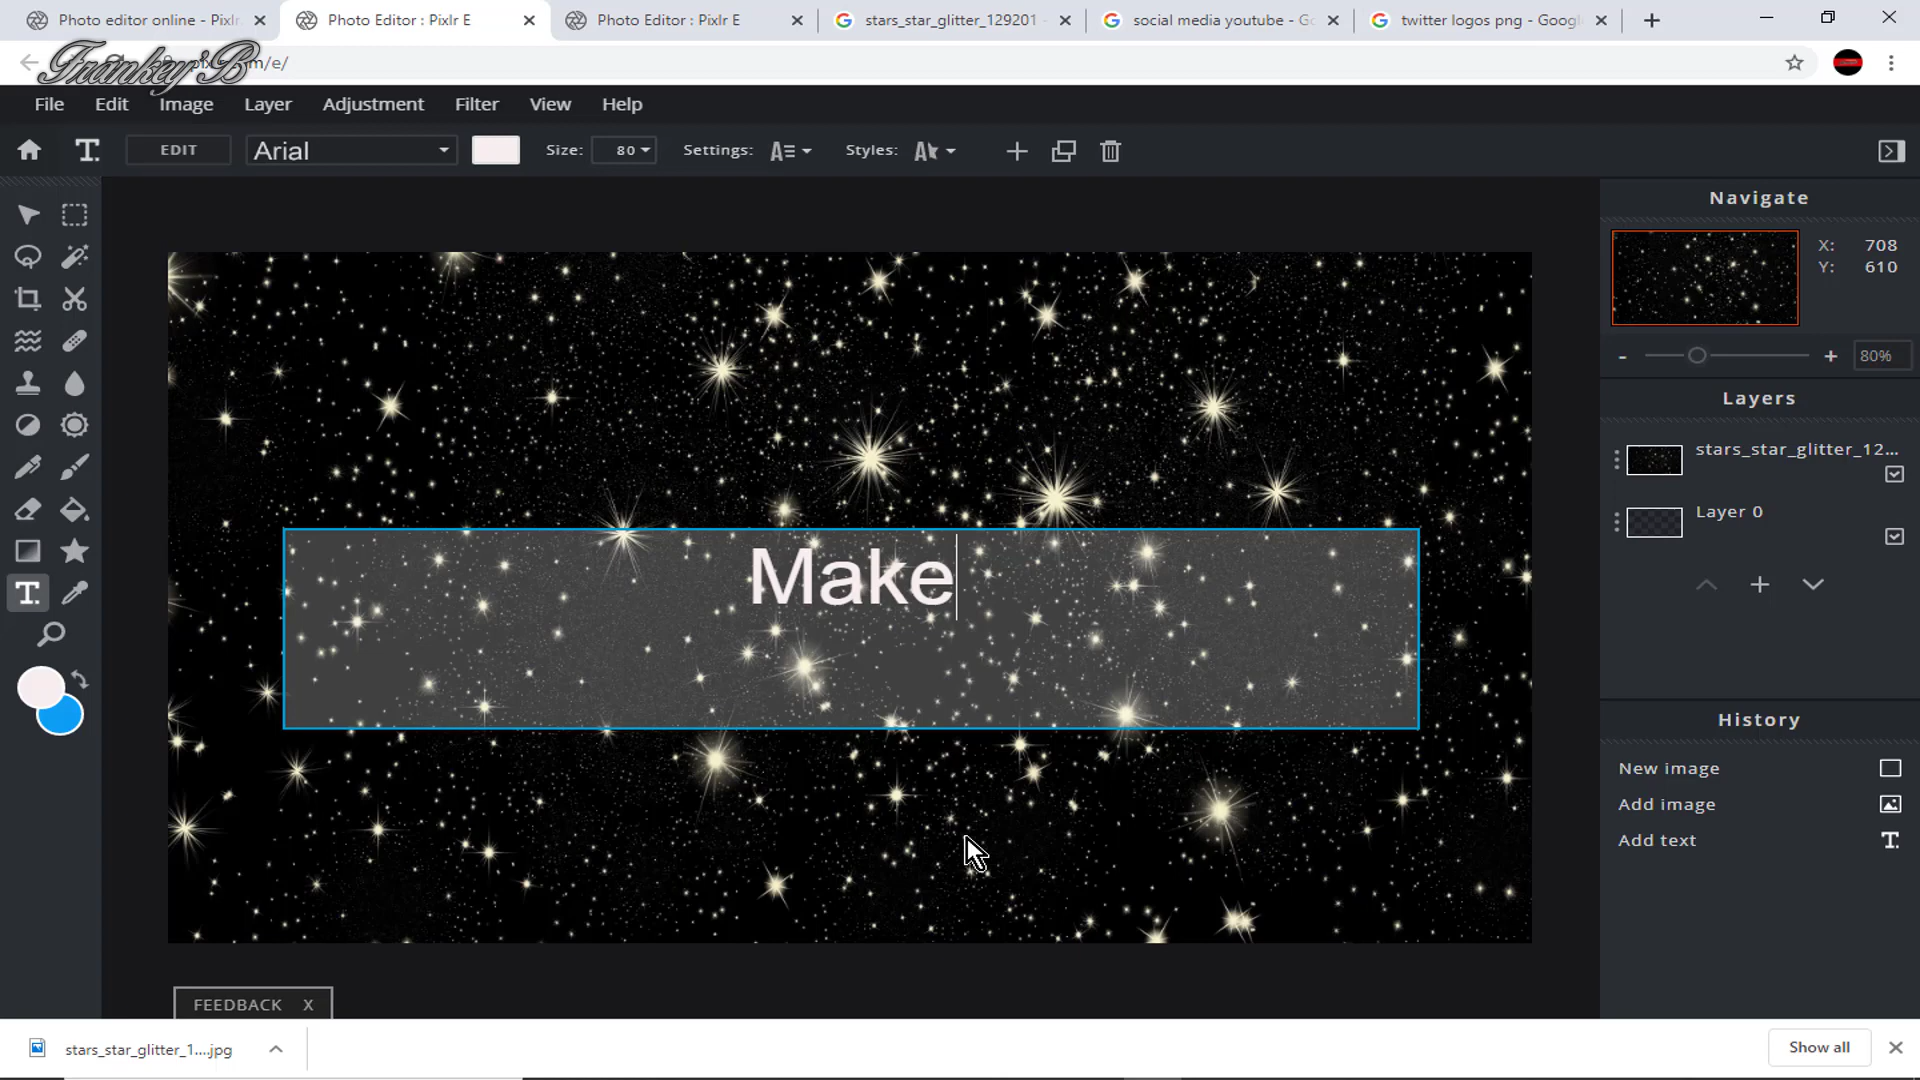 Photo editor online - Pixlr
Photo Editor : Pixlr E
Photo Editor : Pixlr E
stars_star_glitter_129201 -
social media youtube - Go
twitter logos png - Googl
Frankey'B
m/e/
File Edit Image Layer Adjustment Filter View Help
T. EDIT Arial Size: 80 Settings: Styles:
Navigate
X: 708
Y: 610
- + 80%
Layers
stars_star_glitter_12...
Layer 0
Make
History
New image
Add image
Add text
FEEDBACK X
stars_star_glitter_1....jpg
Show all